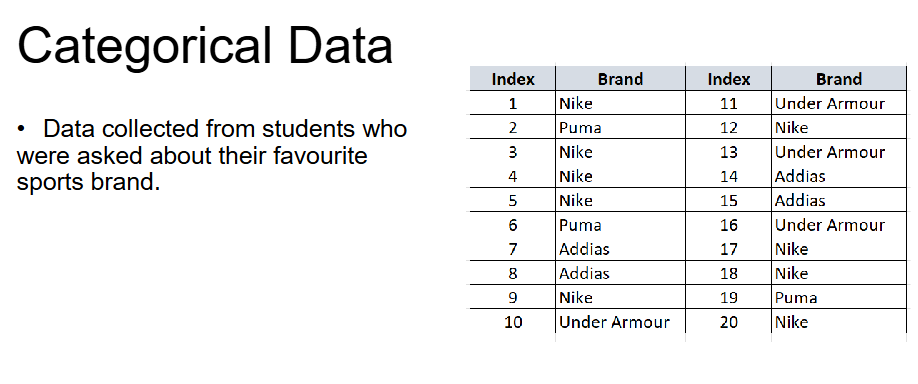 Categorical Data
• Data collected from students who
were asked about their favourite
sports brand.
Index Brand Index Brand
1 Nike 11 Under Armour
2 Puma 12 Nike
3 Nike 13 Under Armour
4 Nike 14 Addias
5 Nike 15 Addias
6 Puma 16 Under Armour
7 Addias 17 Nike
8 Addias 18 Nike
9 Nike 19 Puma
10 Under Armour 20 Nike